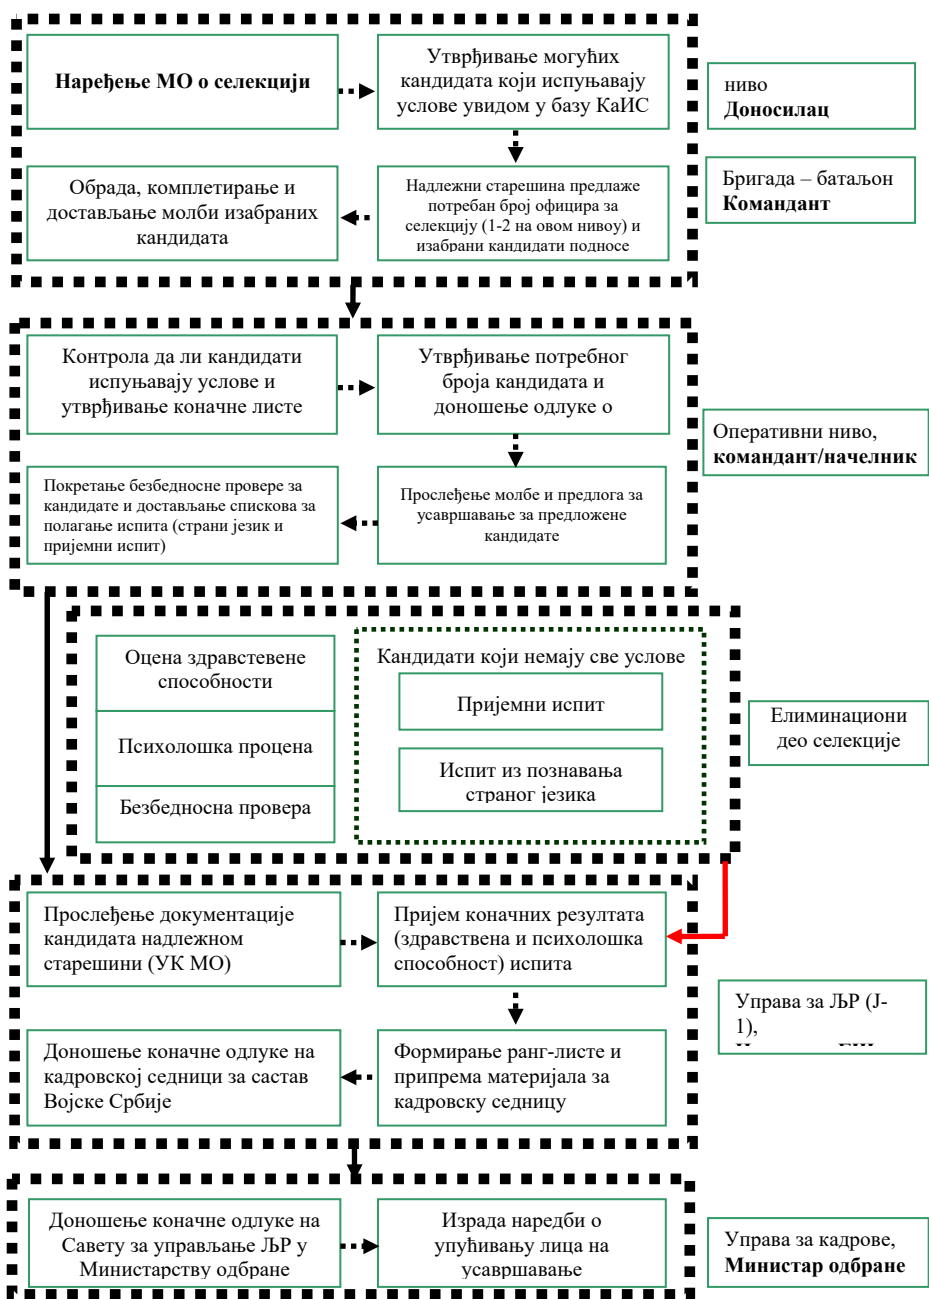 Наређење МО о селекцији
Утврђивање могућих
кандидата који испуњавају
услове увидом у базу КаИС
ниво
Доносилац
Обрада, комплетирање и
достављање молби изабраних
кандидата
Надлежни старешина предлаже
потребан број официра за
селекцију (1-2 на овом нивоу) и
изабрани кандидати подносе
Бригада – батаљон
Командант
Контрола да ли кандидати
испуњавају услове и
утврђивање коначне листе
Утврђивање потребног
броја кандидата и
доношење одлуке о
Оперативни ниво,
командант/начелник
Покретање безбедносне провере за
кандидате и достављање спискова за
полагање испита (страни језик и
пријемни испит)
Прослеђење молбе и предлога за
усавршавање за предложене
кандидате
Оцена здравствевене
способности
Психолошка процена
Безбедносна провера
Кандидати који немају све услове
Пријемни испит
Испит из познавања
страног језика
Елиминациони
део селекције
Прослеђење документације
кандидата надлежном
старешини (УК МО)
Пријем коначних резултата
(здравствена и психолошка
способност) испита
Управа за ЉР (Ј-
1),
Доношење коначне одлуке на
кадровској седници за састав
Војске Србије
Формирање ранг-листе и
припрема материјала за
кадровску седницу
Доношење коначне одлуке на
Савету за управљање ЉР у
Министарству одбране
Израда наредби о
упућивању лица на
усавршавање
Управа за кадрове,
Министар одбране